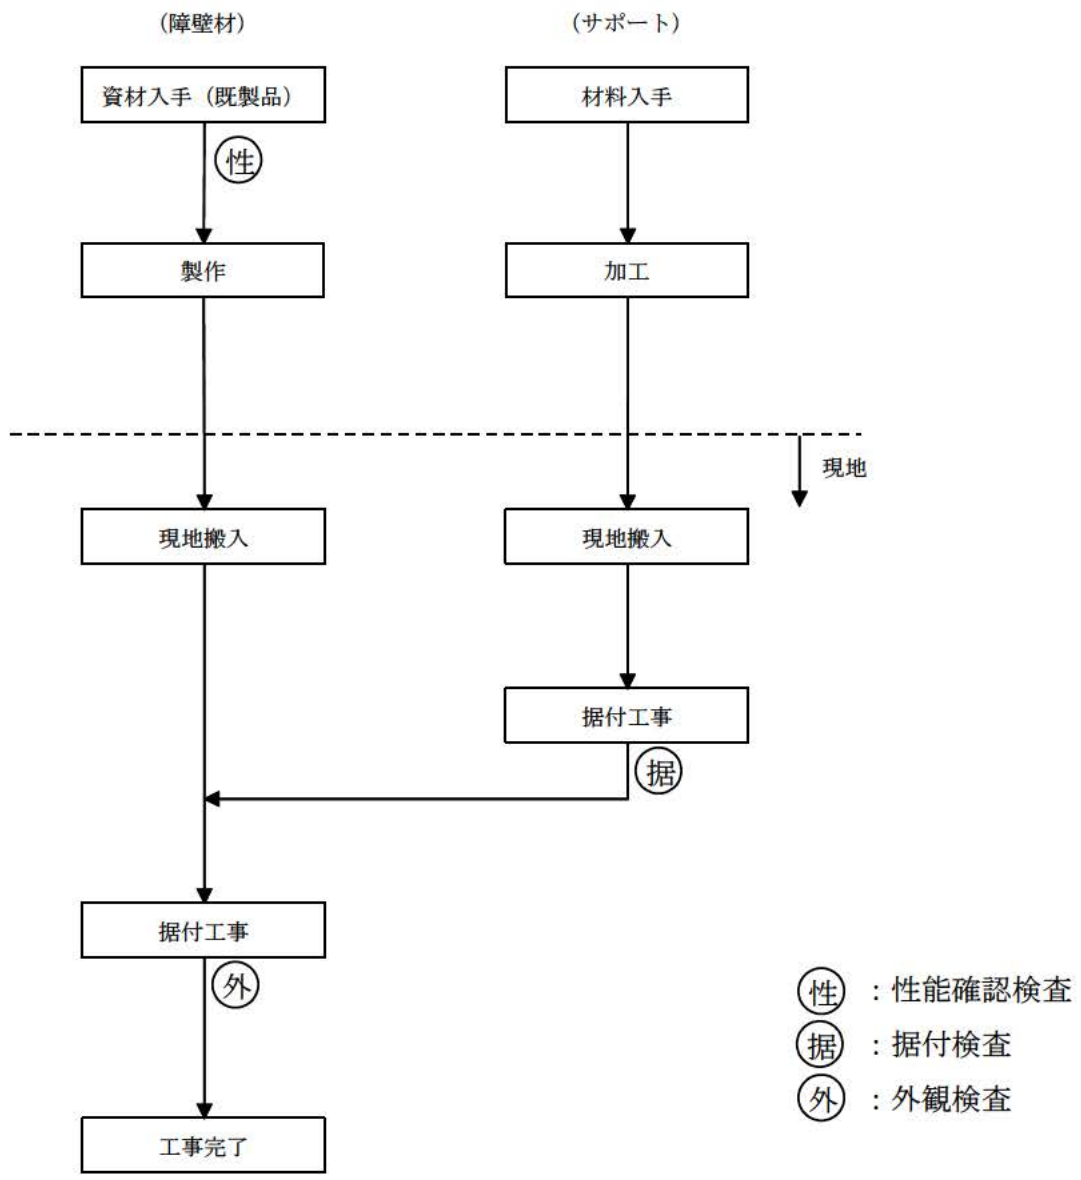 （障壁材）
（サポート）
資材入手（既製品）
材料入手
性
製作
加工
現地
現地搬入
現地搬入
据付工事
据
据付工事
外
性：性能確認検査
据：据付検査
外：外観検査
工事完了